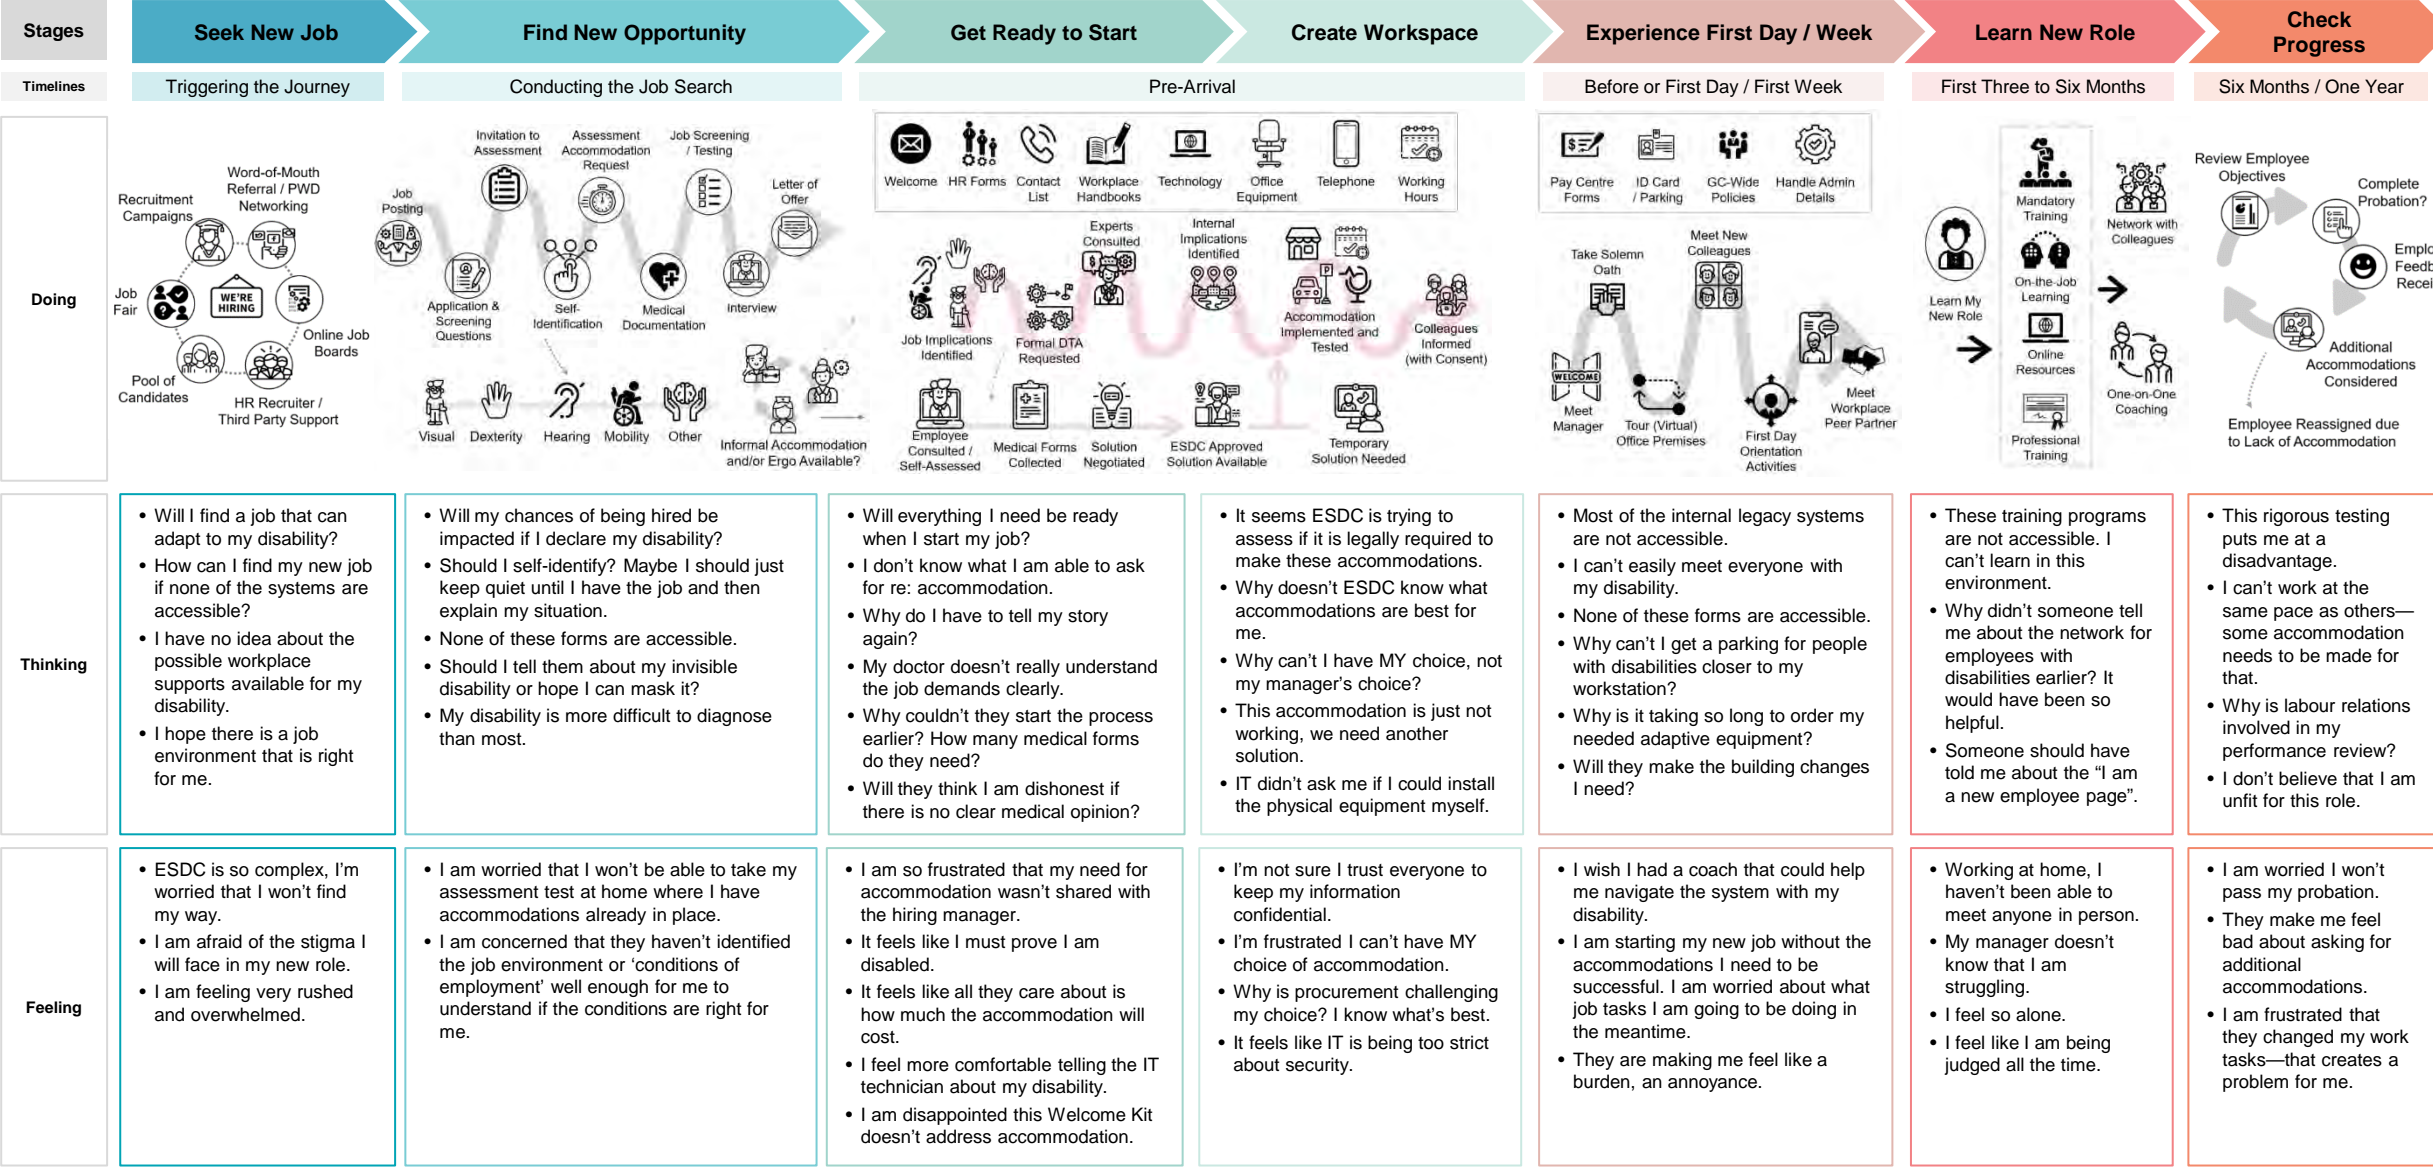 Stages
Seek New Job
Find New Opportunity
Get Ready to Start
Create Workspace
Experience First Day / Week
Learn New Role
Check
Progress
Timelines
Triggering the Journey
Conducting the Job Search
Pre-Arrival
Before or First Day / First Week
First Three to Six Months
Six Months / One Year
Doing
Word-of-Mouth
Referral / PWD
Networking
Recruitment
Campaigns
Job
Fair
WE'RE
HIRING
Online Job
Boards
Pool of
Candidates
HR Recruiter /
Third Party Support
Job
Posting
Invitation to
Assessment
Assessment
Accommodation
Request
Job Screening
/ Testing
Letter of
Offer
Application &
Screening
Questions
Self-
Identification
Medical
Documentation
Interview
Visual
Dexterity
Hearing
Mobility
Other
Informal Accommodation
and/or Ergo Available?
Welcome
HR Forms
Contact
List
Workplace
Handbooks
Technology
Office
Equipment
Telephone
Working
Hours
Experts
Consulted
Internal
Implications
Identified
Job Implications
Identified
Formal DTA
Requested
Accommodation
Implemented and
Tested
Colleagues
Informed
(with Consent)
Employee
Consulted /
Self-Assessed
Medical Forms
Collected
Solution
Negotiated
ESDC Approved
Solution Available
Temporary
Solution Needed
Pay Centre
Forms
ID Card
/ Parking
GC-Wide
Policies
Handle Admin
Details
Take Solemn
Oath
Meet New
Colleagues
WELCOME
Meet
Manager
Tour (Virtual)
Office Premises
First Day
Orientation
Activities
Meet
Workplace
Peer Partner
Learn My
New Role
Mandatory
Training
On-the-Job
Learning
Online
Resources
Professional
Training
Network with
Colleagues
One-on-One
Coaching
Review Employee
Objectives
Complete
Probation?
Emplo
Feedb
Recei
Additional
Accommodations
Considered
Employee Reassigned due
to Lack of Accommodation
Thinking
• Will I find a job that can
adapt to my disability?
• How can I find my new job
if none of the systems are
accessible?
• I have no idea about the
possible workplace
supports available for my
disability.
• I hope there is a job
environment that is right
for me.
• Will my chances of being hired be
impacted if I declare my disability?
• Should I self-identify? Maybe I should just
keep quiet until I have the job and then
explain my situation.
• None of these forms are accessible.
• Should I tell them about my invisible
disability or hope I can mask it?
• My disability is more difficult to diagnose
than most.
• Will everything I need be ready
when I start my job?
• I don't know what I am able to ask
for re: accommodation.
• Why do I have to tell my story
again?
• My doctor doesn't really understand
the job demands clearly.
• Why couldn't they start the process
earlier? How many medical forms
do they need?
• Will they think I am dishonest if
there is no clear medical opinion?
• It seems ESDC is trying to
assess if it is legally required to
make these accommodations.
• Why doesn't ESDC know what
accommodations are best for
me.
• Why can't I have MY choice, not
my manager's choice?
• This accommodation is just not
working, we need another
solution.
• IT didn't ask me if I could install
the physical equipment myself.
• Most of the internal legacy systems
are not accessible.
• I can't easily meet everyone with
my disability.
• None of these forms are accessible.
• Why can't I get a parking for people
with disabilities closer to my
workstation?
• Why is it taking so long to order my
needed adaptive equipment?
• Will they make the building changes
I need?
• These training programs
are not accessible. I
can't learn in this
environment.
• Why didn't someone tell
me about the network for
employees with
disabilities earlier? It
would have been so
helpful.
• Someone should have
told me about the “I am
a new employee page”.
• This rigorous testing
puts me at a
disadvantage.
• I can't work at the
same pace as others—
some accommodation
needs to be made for
that.
• Why is labour relations
involved in my
performance review?
• I don't believe that I am
unfit for this role.
Feeling
• ESDC is so complex, I'm
worried that I won't find
my way.
• I am afraid of the stigma I
will face in my new role.
• I am feeling very rushed
and overwhelmed.
• I am worried that I won't be able to take my
assessment test at home where I have
accommodations already in place.
• I am concerned that they haven't identified
the job environment or ‘conditions of
employment’ well enough for me to
understand if the conditions are right for
me.
• I am so frustrated that my need for
accommodation wasn't shared with
the hiring manager.
• It feels like I must prove I am
disabled.
• It feels like all they care about is
how much the accommodation will
cost.
• I feel more comfortable telling the IT
technician about my disability.
• I am disappointed this Welcome Kit
doesn't address accommodation.
• I'm not sure I trust everyone to
keep my information
confidential.
• I'm frustrated I can't have MY
choice of accommodation.
• Why is procurement challenging
my choice? I know what's best.
• It feels like IT is being too strict
about security.
• I wish I had a coach that could help
me navigate the system with my
disability.
• I am starting my new job without the
accommodations I need to be
successful. I am worried about what
job tasks I am going to be doing in
the meantime.
• They are making me feel like a
burden, an annoyance.
• Working at home, I
haven't been able to
meet anyone in person.
• My manager doesn't
know that I am
struggling.
• I feel so alone.
• I feel like I am being
judged all the time.
• I am worried I won't
pass my probation.
• They make me feel
bad about asking for
additional
accommodations.
• I am frustrated that
they changed my work
tasks—that creates a
problem for me.